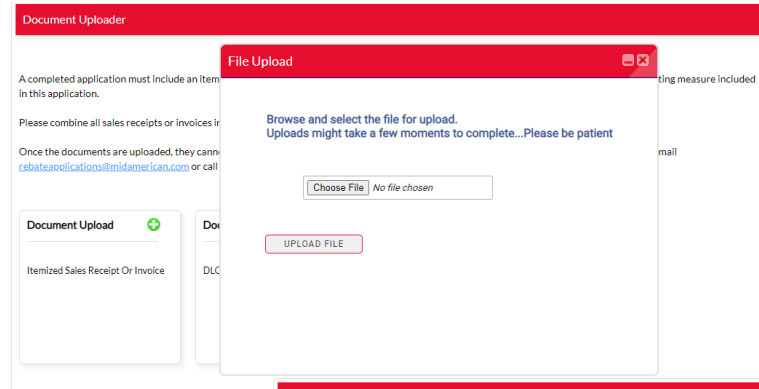 Document Uploader
File Upload
A completed application must include an item
ting measure included
in this application.
Please combine all sales receipts or invoices in
Once the documents are uploaded, they cann
mail
rebateapplications@midamerican.com or call
Browse and select the file for upload.
Uploads might take a few moments to complete...Please be patient
Choose File No file chosen
UPLOAD FILE
Document Upload
Do
Itemized Sales Receipt Or Invoice
DLC